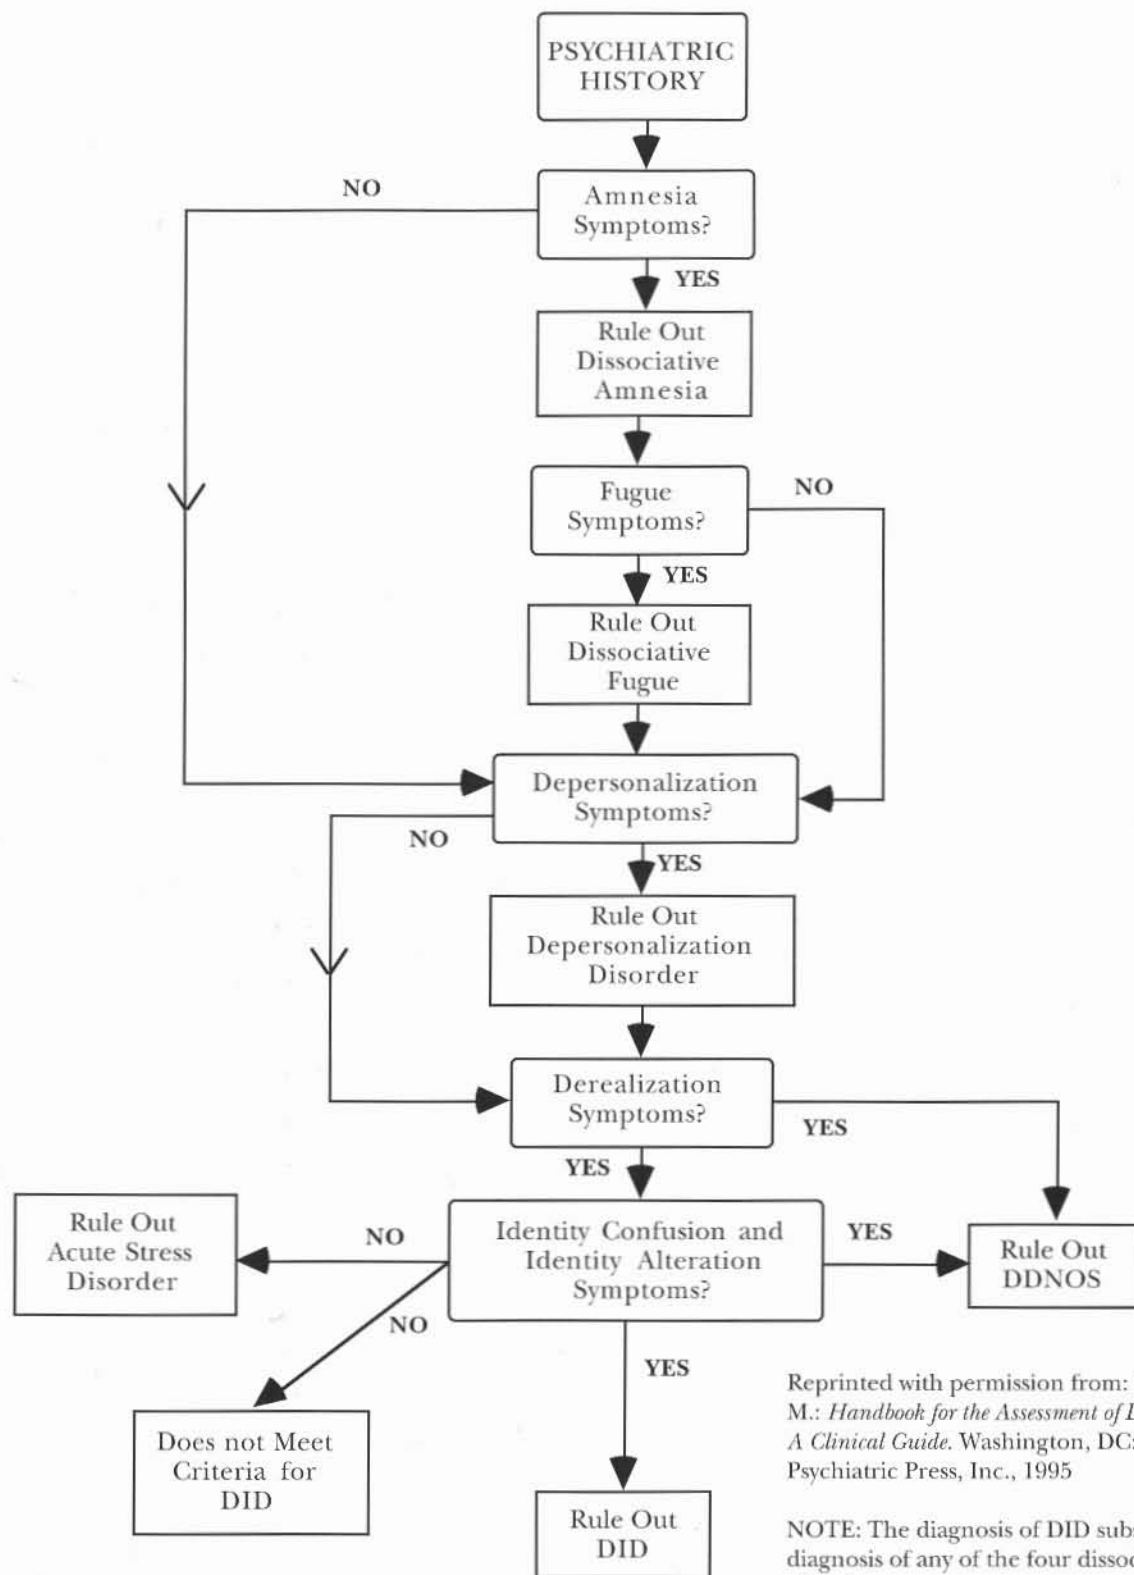 PSYCHIATRIC
HISTORY
NO
Amnesia
Symptoms?
YES
Rule Out
Dissociative
Amnesia
Fugue
Symptoms?
NO
YES
Rule Out
Dissociative
Fugue
Depersonalization
Symptoms?
NO
YES
Rule Out
Depersonalization
Disorder
Derealization
Symptoms?
YES
YES
Rule Out
Acute Stress
Disorder
NO
Identity Confusion and
Identity Alteration
Symptoms?
YES
Rule Out
DDNOS
NO
YES
Does not Meet
Criteria for
DID
Rule Out
DID
Reprinted with permission from:
M.: Handbook for the Assessment of
A Clinical Guide. Washington, DC:
Psychiatric Press, Inc., 1995
NOTE: The diagnosis of DID
diagnosis of any of the four